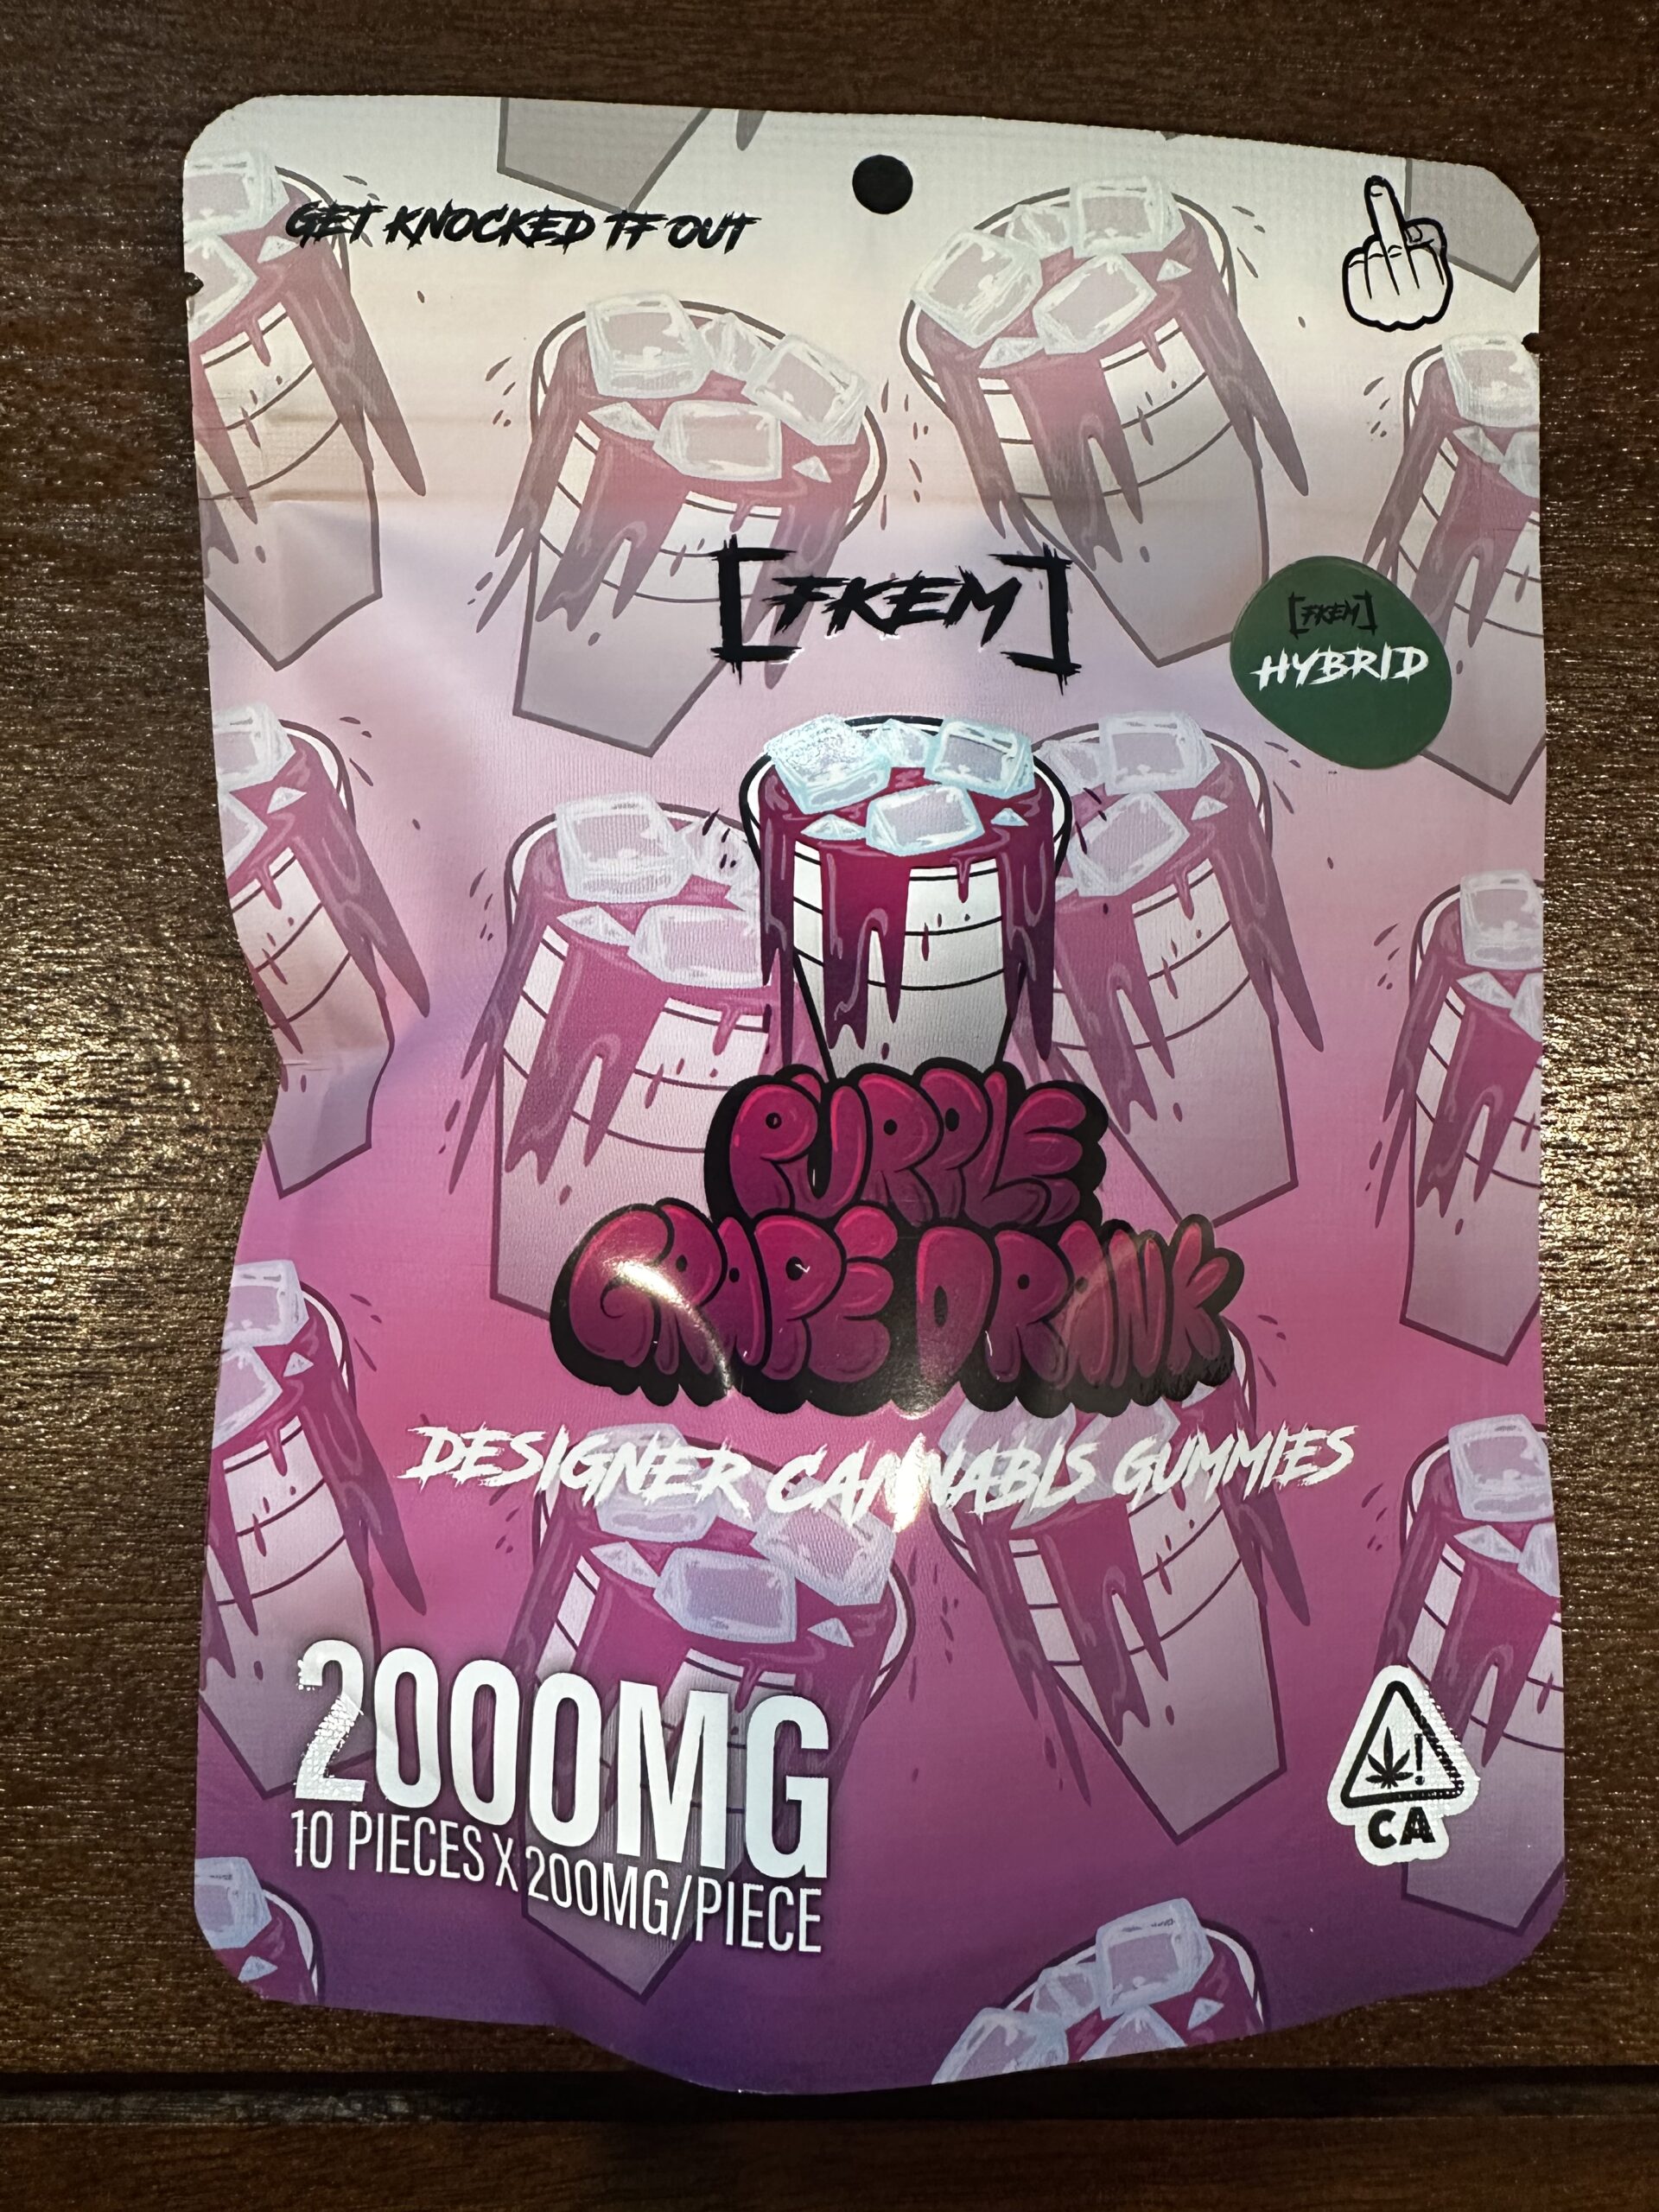 GET KNOCKED TF OUT
[FKEM]
[FKEM]
HYBRID
PURPLE
GRAPE DRANK
DESIGNER CANNABIS GUMMIES
2000MG
10 PIECES X 200MG/PIECE
!
CA